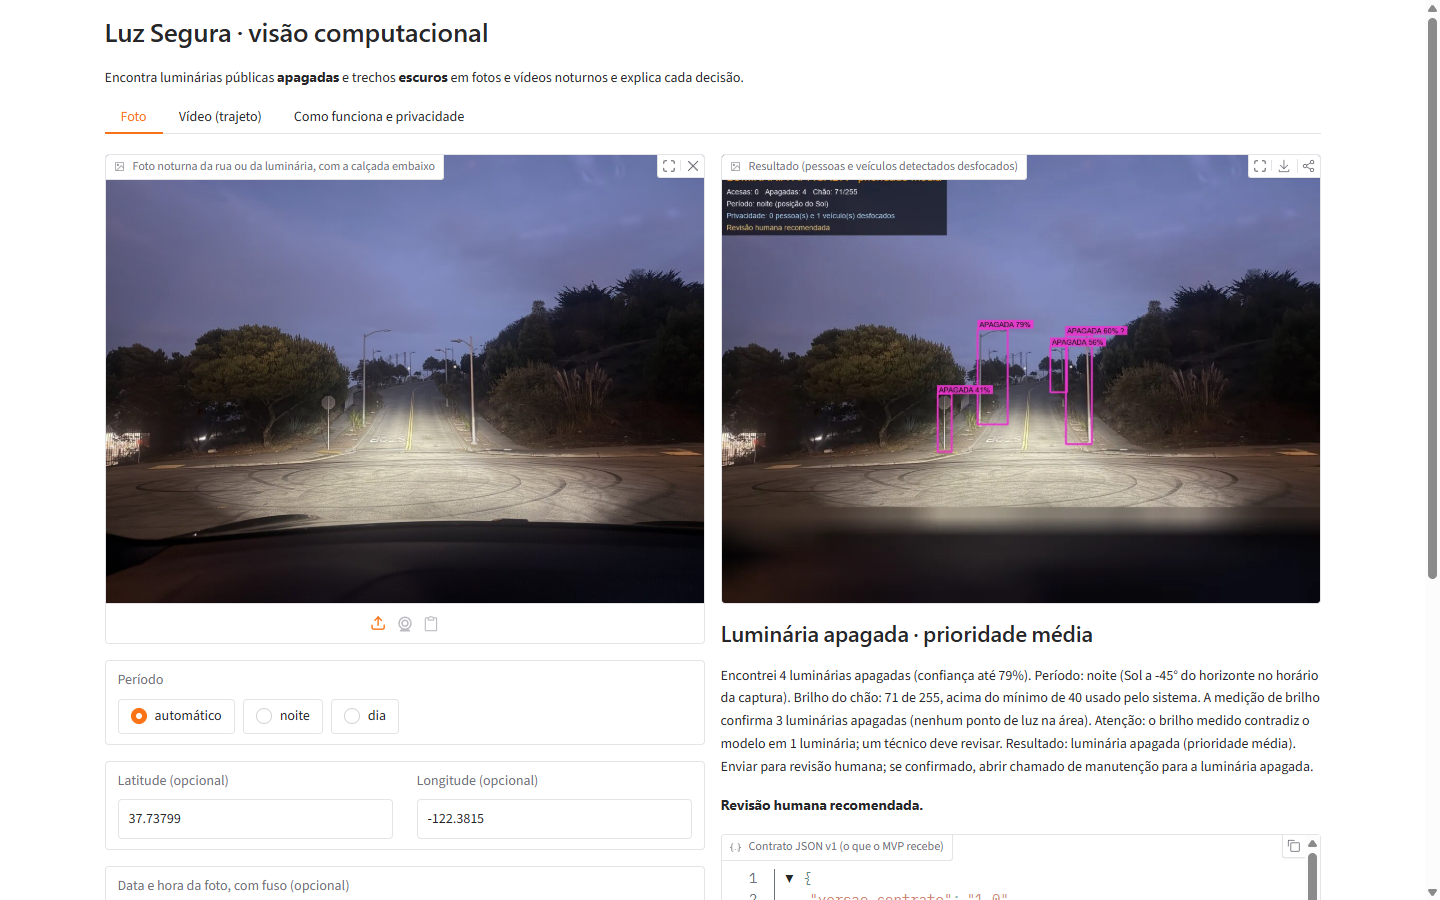 Luz Segura · visão computacional
Encontra luminárias públicas apagadas e trechos escuros em fotos e vídeos noturnos e explica cada decisão.
Foto
Vídeo (trajeto)
Como funciona e privacidade
Foto noturna da rua ou da luminária, com a calçada embaixo
Resultado (pessoas e veículos detectados desfocados)
Acesas: 0 Apagadas: 4 Chão: 71/255
Período: noite (posição do Sol)
Privacidade: 0 pessoa(s) e 1 veículo(s) desfocados
Revisão humana recomendada
APAGADA 79%
APAGADA 60% ?
APAGADA 56%
APAGADA 41%
Luminária apagada · prioridade média
Encontrei 4 luminárias apagadas (confiança até 79%). Período: noite (Sol a -45° do horizonte no horário
da captura). Brilho do chão: 71 de 255, acima do mínimo de 40 usado pelo sistema. A medição de brilho
confirma 3 luminárias apagadas (nenhum ponto de luz na área). Atenção: o brilho medido contradiz o
modelo em 1 luminária; um técnico deve revisar. Resultado: luminária apagada (prioridade média).
Enviar para revisão humana; se confirmado, abrir chamado de manutenção para a luminária apagada.
Revisão humana recomendada.
Período
automático
noite
dia
Latitude (opcional)
Longitude (opcional)
37.73799
-122.3815
Data e hora da foto, com fuso (opcional)
Contrato JSON v1 (o que o MVP recebe)
1 {
2 "versao_contrato": "1.0"